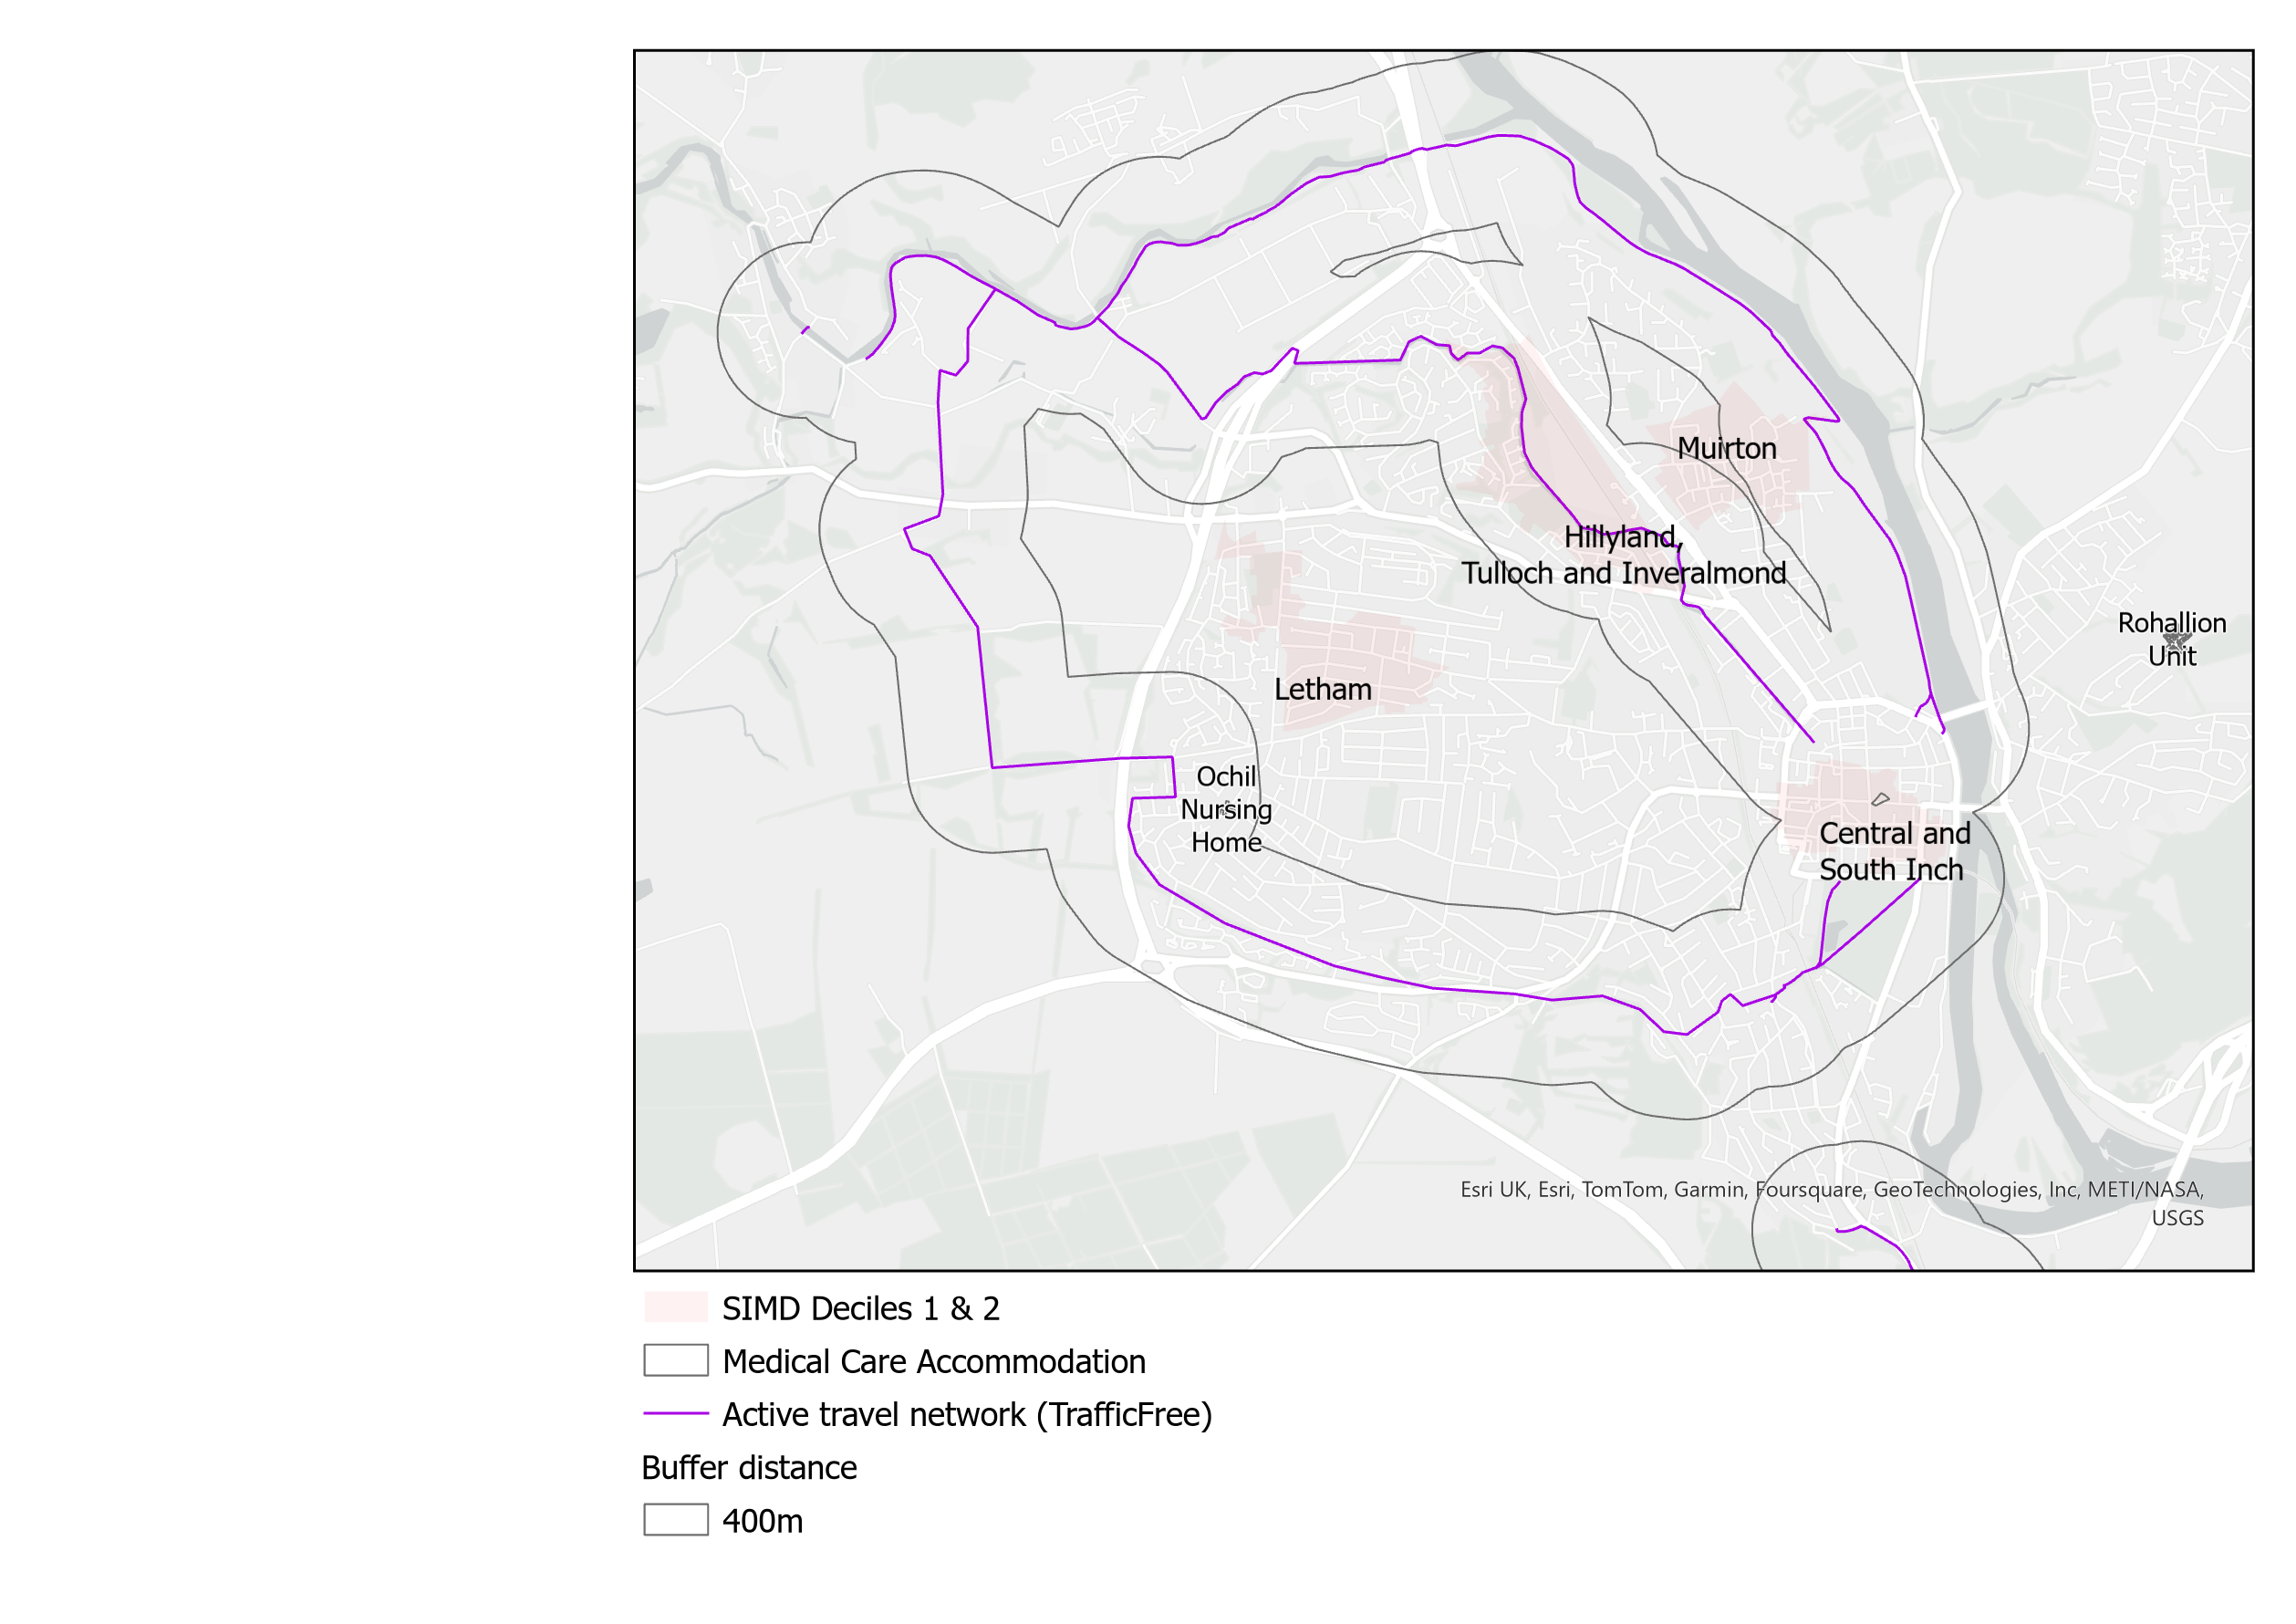 Muirton
Hillyland,
Tulloch and Inveralmond
Rohallion
Unit
Letham
Ochil
Nursing
Home
Central and
South Inch
Esri UK, Esri, TomTom, Garmin, Foursquare, GeoTechnologies, Inc, METI/NASA,
USGS
SIMD Deciles 1 & 2
Medical Care Accommodation
Active travel network (TrafficFree)
Buffer distance
400m